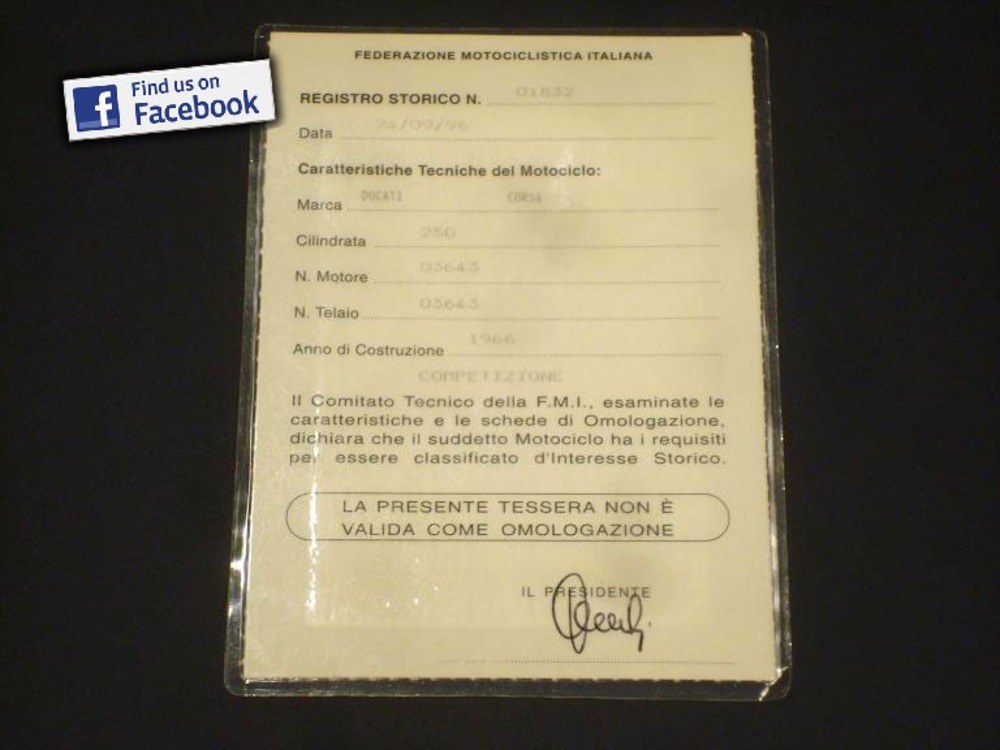 Find us on
Facebook
FEDERAZIONE MOTOCICLISTICA ITALIANA
REGISTRO STORICO N. 01832
Data 24/09/96
Caratteristiche Tecniche del Motociclo:
Marca DUCATI CORSA
Cilindrata 250
N. Motore 03643
N. Telaio 03643
Anno di Costruzione 1966
COMPETIZIONE
Il Comitato Tecnico della F.M.I., esaminate le
caratteristiche e le schede di Omologazione,
dichiara che il suddetto Motociclo ha i requisiti
per essere classificato d'Interesse Storico.
LA PRESENTE TESSERA NON È
VALIDA COME OMOLOGAZIONE
IL PRESIDENTE